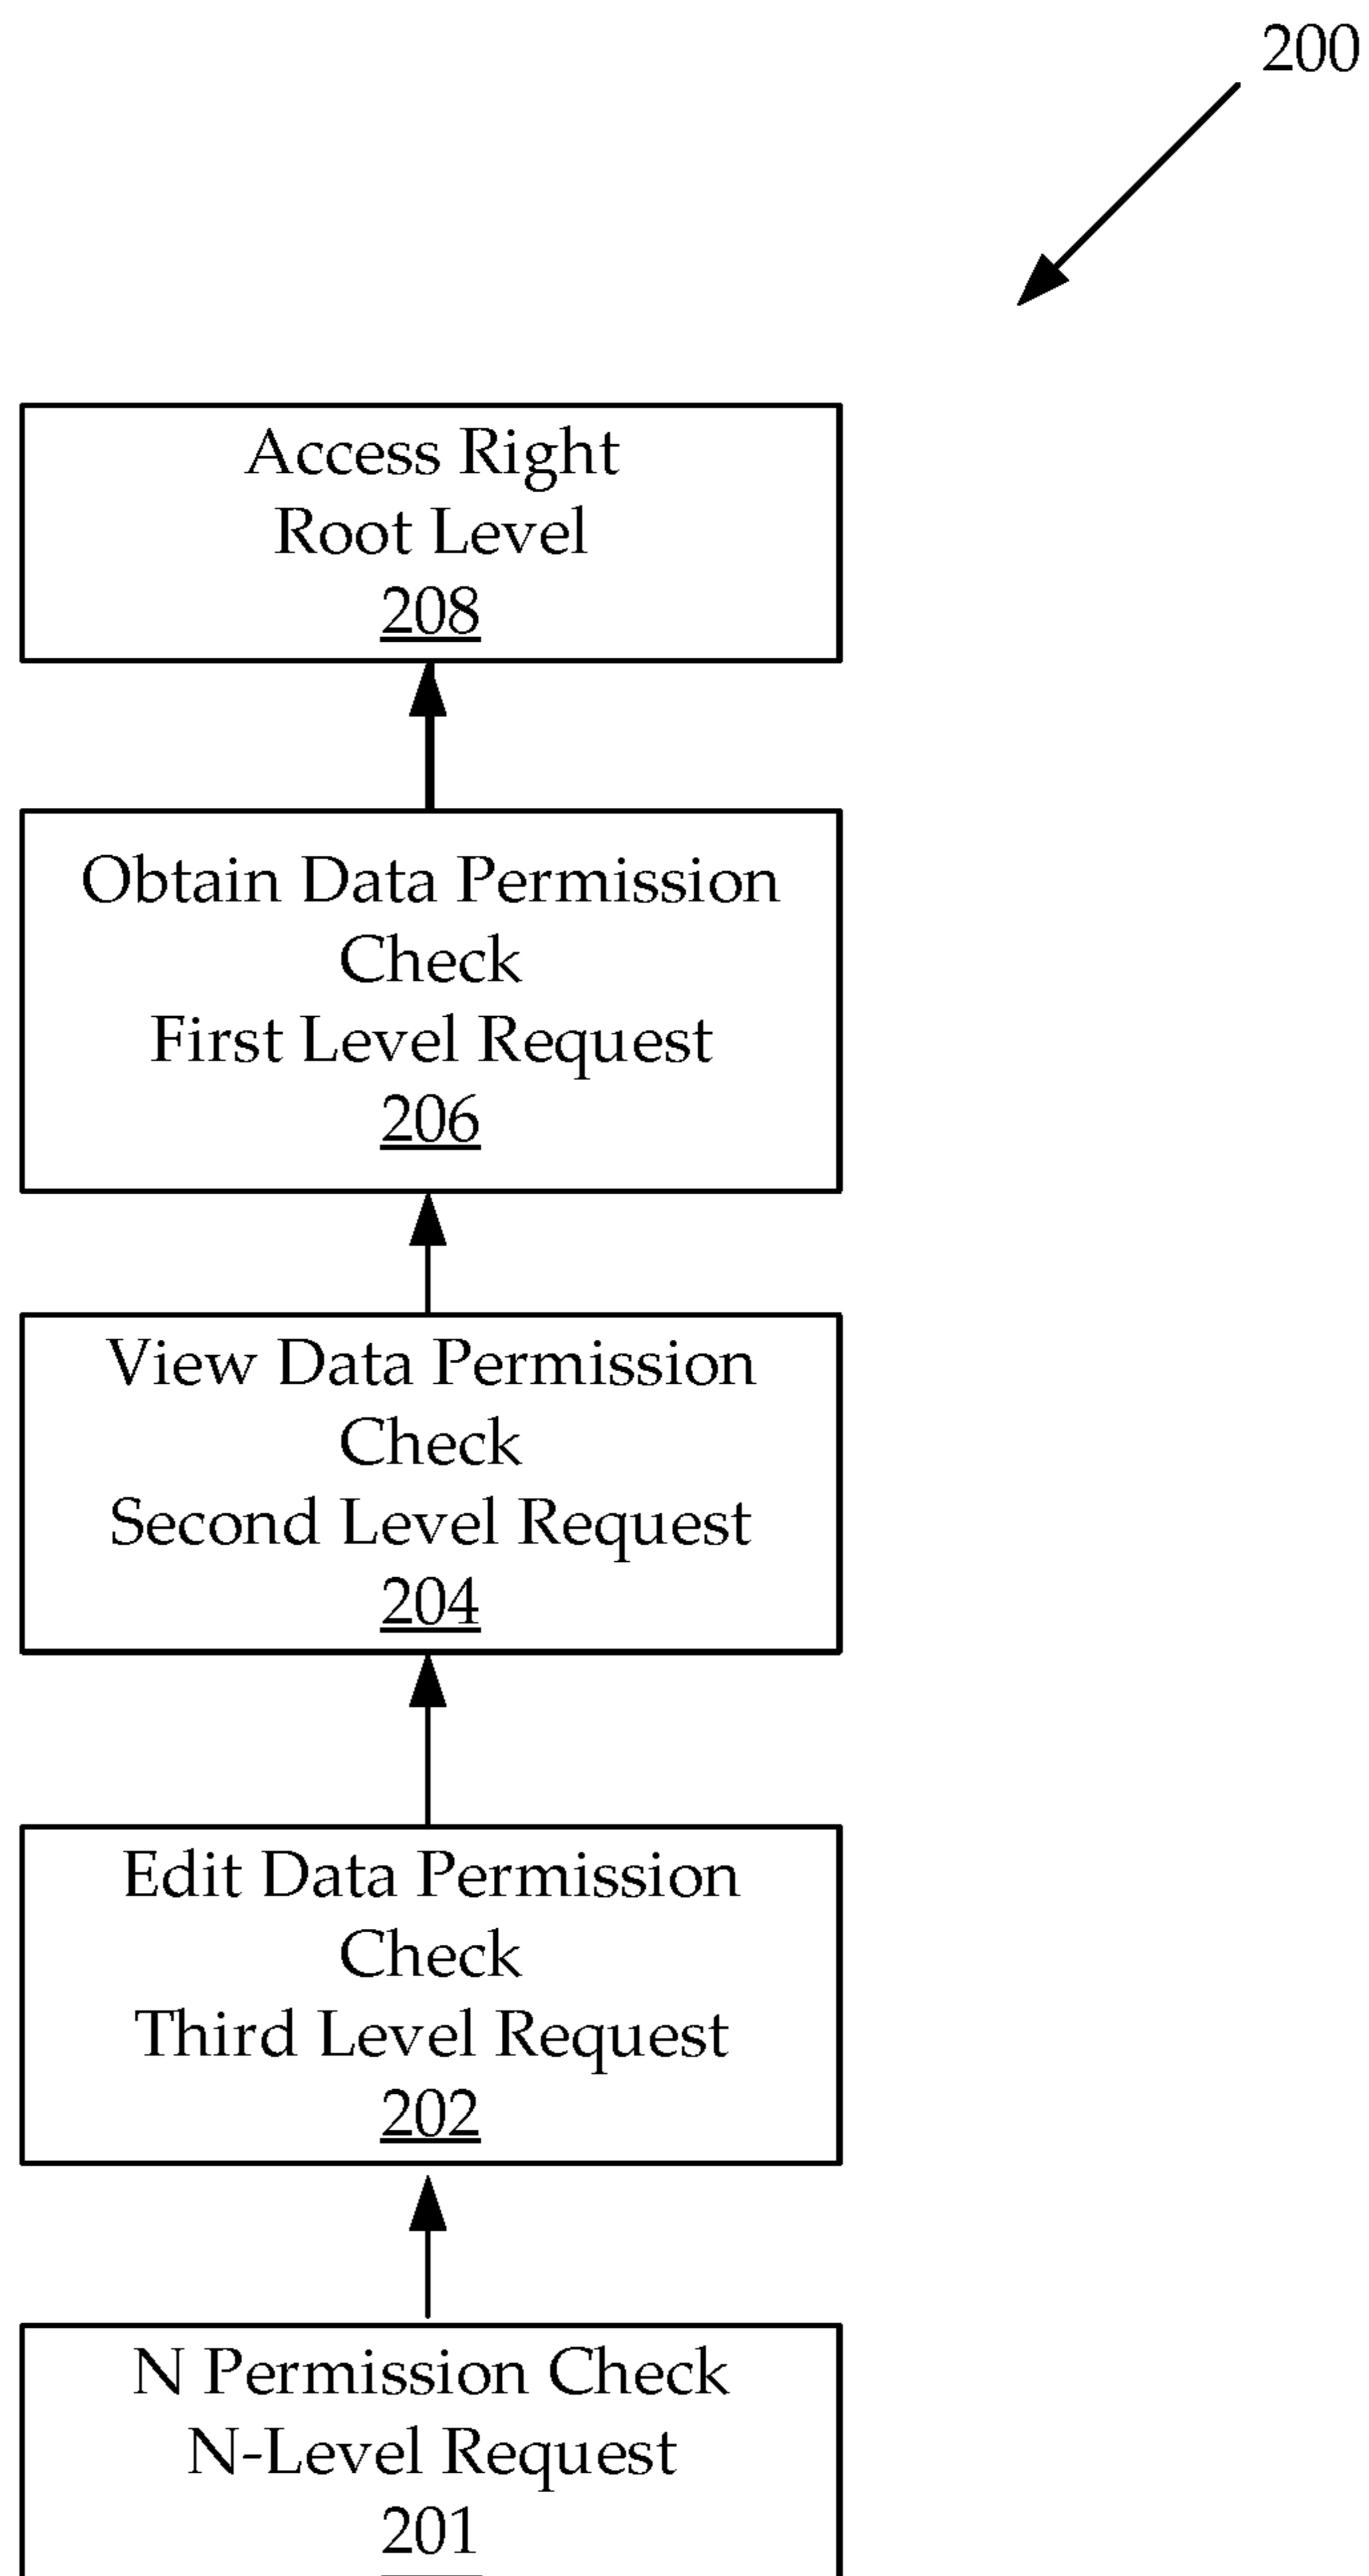 200
Access Right
Root Level
208
Obtain Data Permission
Check
First Level Request
206
View Data Permission
Check
Second Level Request
204
Edit Data Permission
Check
Third Level Request
202
N Permission Check
N-Level Request
201